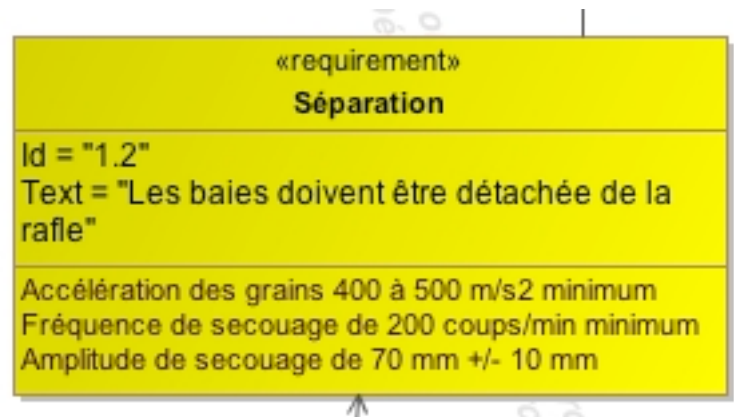 «requirement»
Séparation
Id = "1.2"
Text = "Les baies doivent être détachée de la
rafle"
Accélération des grains 400 à 500 m/s2 minimum
Fréquence de secouage de 200 coups/min minimum
Amplitude de secouage de 70 mm +/- 10 mm